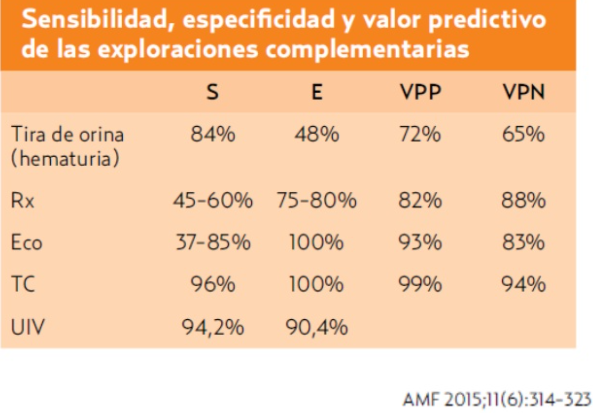 Sensibilidad, especificidad y valor predictivo
de las exploraciones complementarias
S E VPP VPN
Tira de orina 84% 48% 72% 65%
(hematuria)
Rx 45-60% 75-80% 82% 88%
Eco 37-85% 100% 93% 83%
TC 96% 100% 99% 94%
UIV 94,2% 90,4%
AMF 2015;11(6):314-323